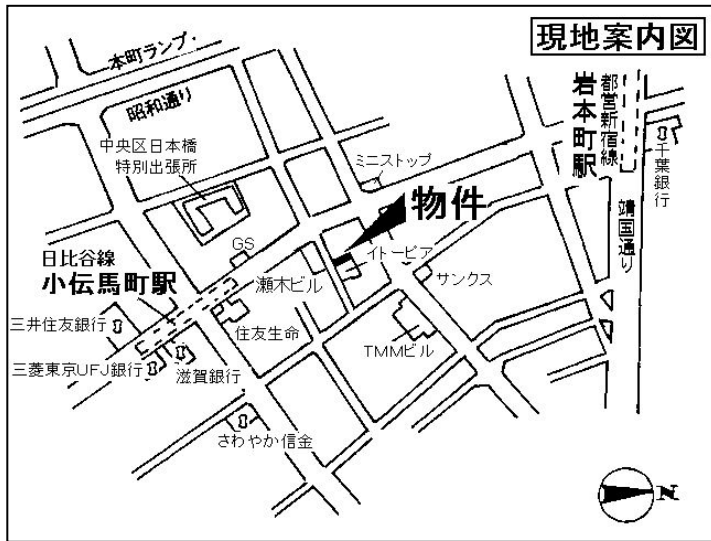 現地案内図
本町ランプ
昭和通り
都営新宿線
岩本町駅
千葉銀行
中央区日本橋
特別出張所
ミニストップ
物件
靖国通り
GS
イトーピア
日比谷線
小伝馬町駅
瀬木ビル
サンクス
三井住友銀行
住友生命
三菱東京UFJ銀行
滋賀銀行
TMMビル
さわやか信金
N